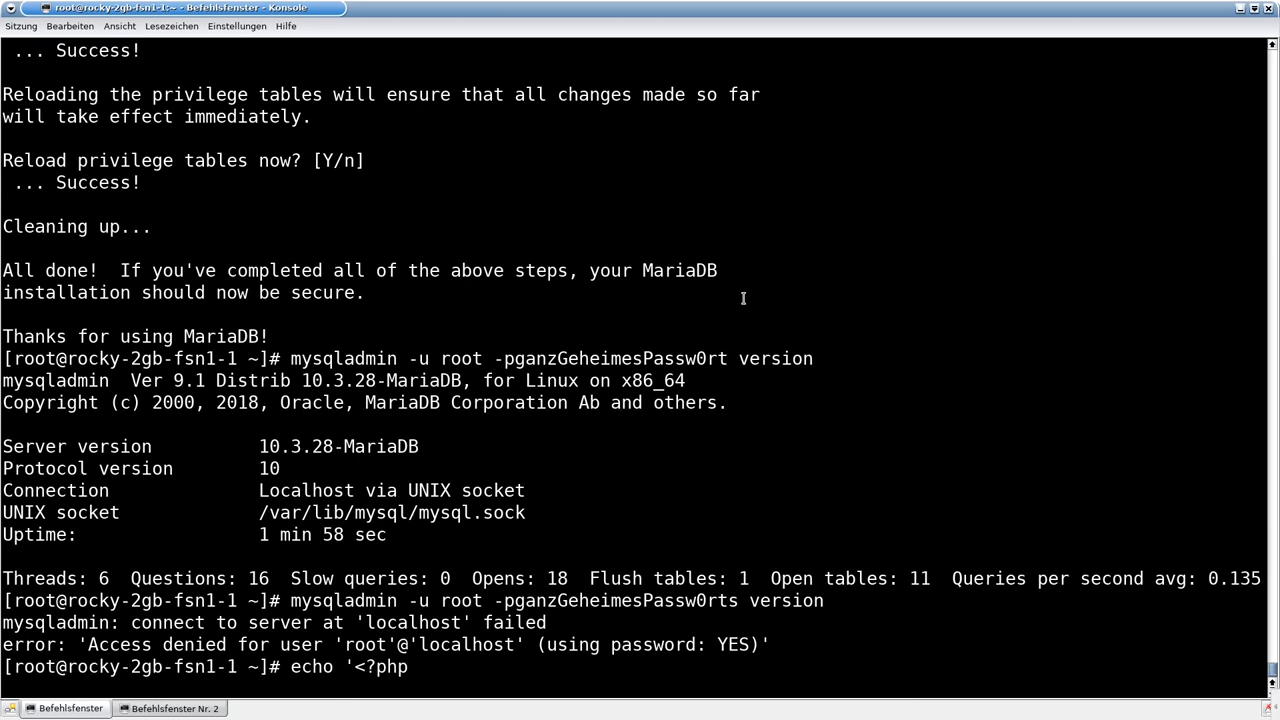 root@rocky-2gb-fsn1-1:~ - Befehlsfenster - Konsole
Sitzung Bearbeiten Ansicht Lesezeichen Einstellungen Hilfe
 ... Success!
Reloading the privilege tables will ensure that all changes made so far
will take effect immediately.
Reload privilege tables now? [Y/n]
 ... Success!
Cleaning up...
All done!  If you've completed all of the above steps, your MariaDB
installation should now be secure.
Thanks for using MariaDB!
[root@rocky-2gb-fsn1-1 ~]# mysqladmin -u root -pganzGeheimesPassw0rt version
mysqladmin  Ver 9.1 Distrib 10.3.28-MariaDB, for Linux on x86_64
Copyright (c) 2000, 2018, Oracle, MariaDB Corporation Ab and others.
Server version          10.3.28-MariaDB
Protocol version        10
Connection              Localhost via UNIX socket
UNIX socket             /var/lib/mysql/mysql.sock
Uptime:                 1 min 58 sec
Threads: 6  Questions: 16  Slow queries: 0  Opens: 18  Flush tables: 1  Open tables: 11  Queries per second avg: 0.135
[root@rocky-2gb-fsn1-1 ~]# mysqladmin -u root -pganzGeheimesPassw0rts version
mysqladmin: connect to server at 'localhost' failed
error: 'Access denied for user 'root'@'localhost' (using password: YES)'
[root@rocky-2gb-fsn1-1 ~]# echo '<?php
Befehlsfenster Befehlsfenster Nr. 2